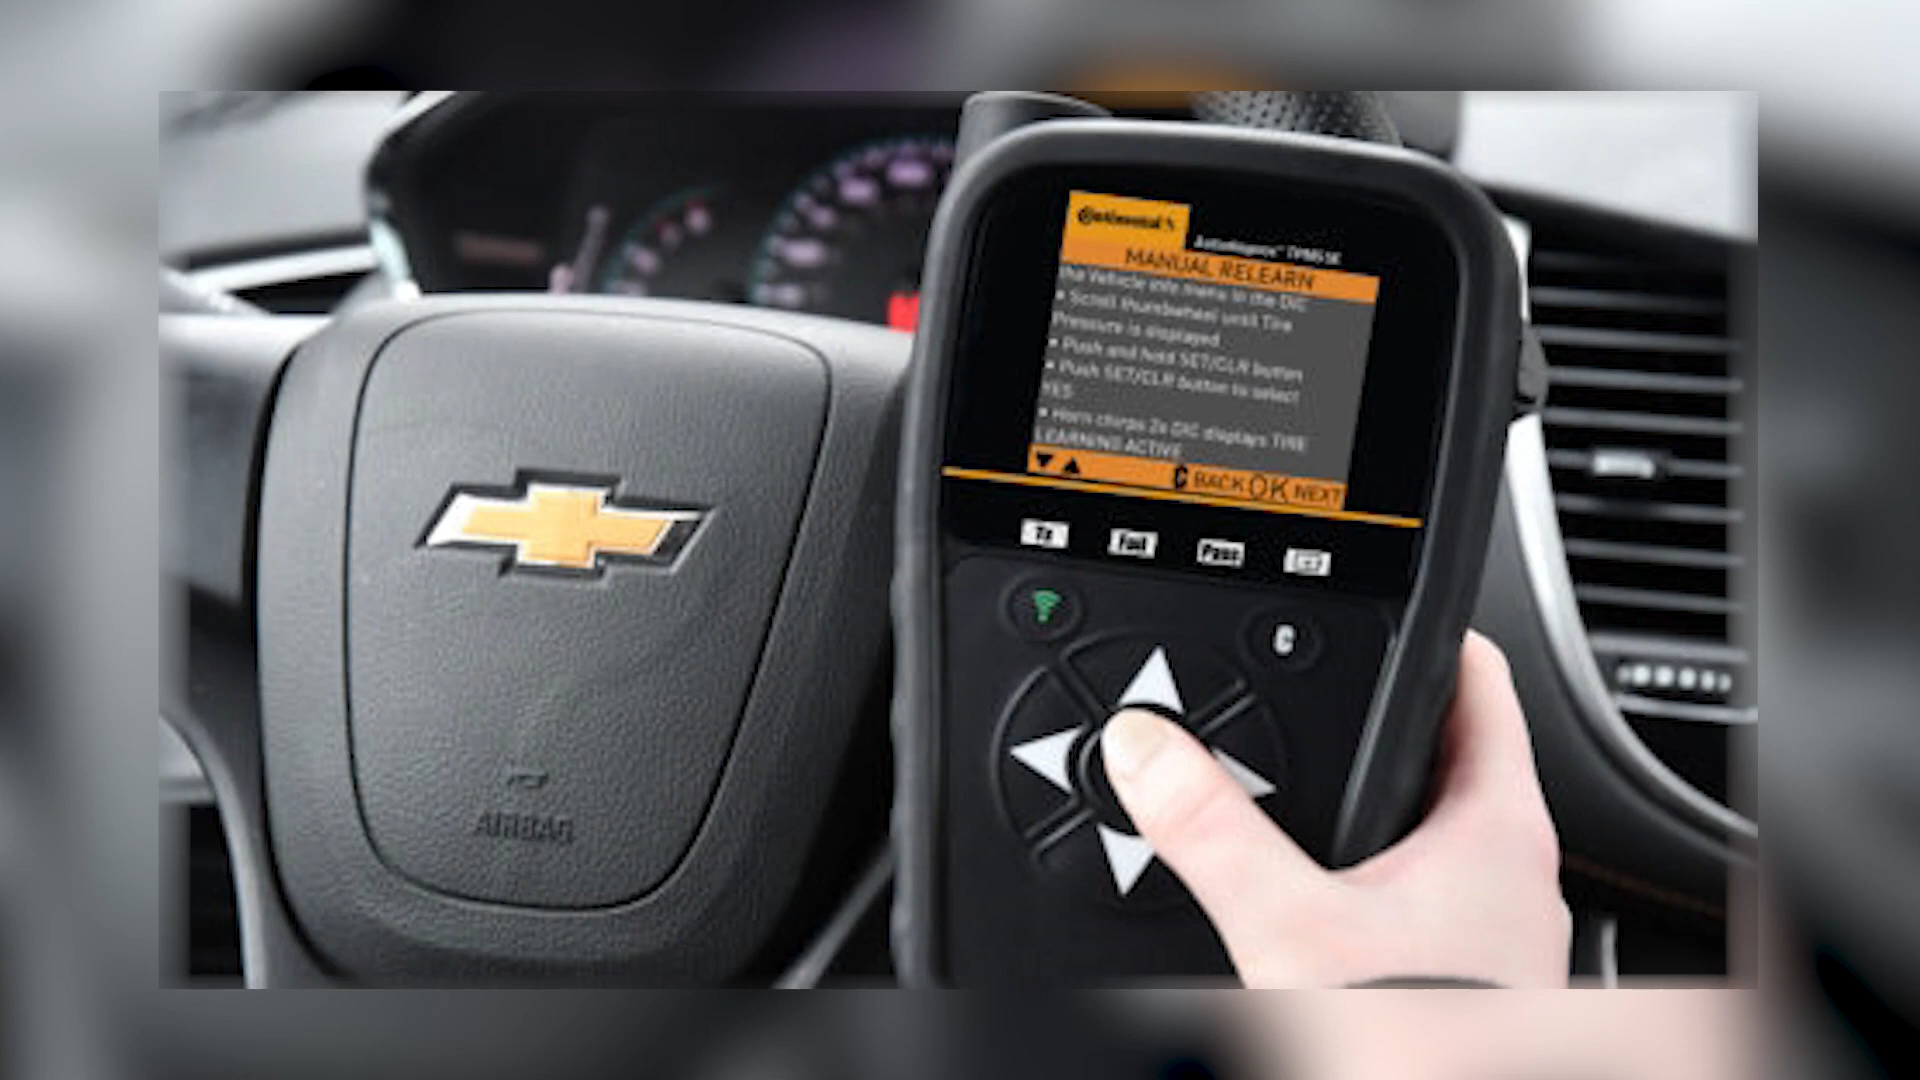 Continental
Autodiagnos™ TPMS SE
MANUAL RELEARN
the Vehicle Info menu in the DIC
• Scroll thumbwheel until Tire
Pressure is displayed
• Push and hold SET/CLR button
• Push SET/CLR button to select
YES
• Horn chirps 2x DIC displays TIRE
LEARNING ACTIVE
C BACK OK NEXT
Tx
Fail
Pass
C
AIRBAG